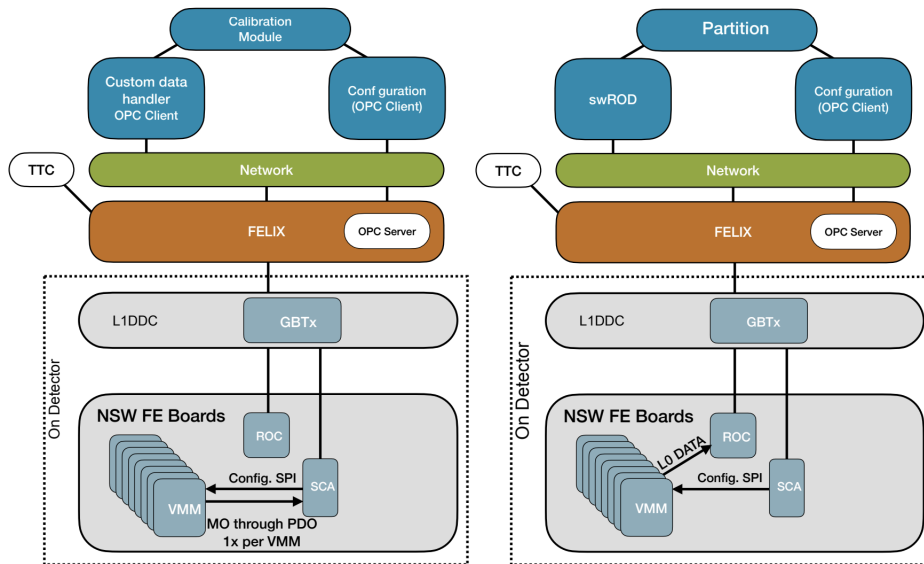 Calibration
Module
Custom data
handler
OPC Client
Conf guration
(OPC Client)
TTC
Network
FELIX
OPC Server
L1DDC
GBTx
On Detector
NSW FE Boards
ROC
Config. SPI
SCA
VMM
MO through PDO
1x per VMM
Partition
swROD
Conf guration
(OPC Client)
TTC
Network
FELIX
OPC Server
L1DDC
GBTx
On Detector
NSW FE Boards
ROC
L0 DATA
Config. SPI
SCA
VMM